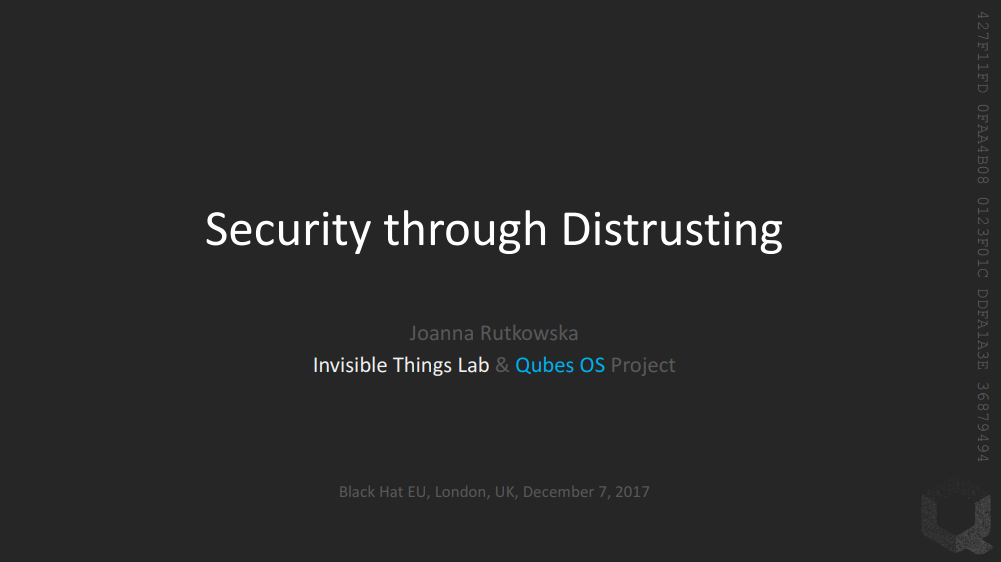 Security through Distrusting
Joanna Rutkowska
Invisible Things Lab & Qubes OS Project
Black Hat EU, London, UK, December 7, 2017
427F11FD 0FAA4B08 0123F01C DDFA1A3E 36879494